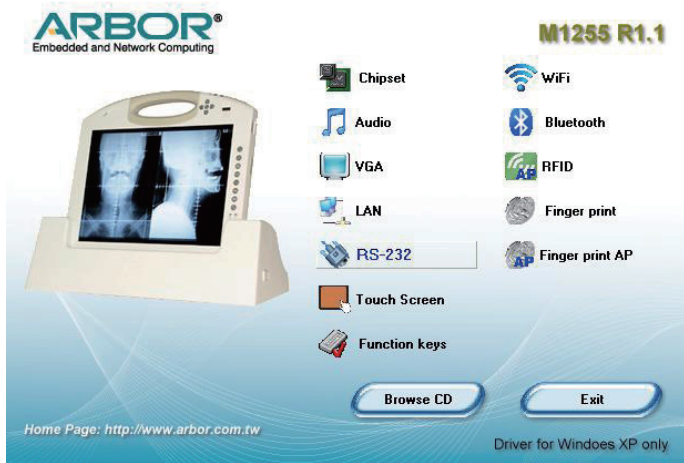 ARBOR®
Embedded and Network Computing
M1255 R1.1
Chipset
Audio
VGA
LAN
RS-232
Touch Screen
Function keys
WiFi
Bluetooth
AP RFID
Finger print
AP Finger print AP
Browse CD
Exit
Home Page: http://www.arbor.com.tw
Driver for Windoes XP only